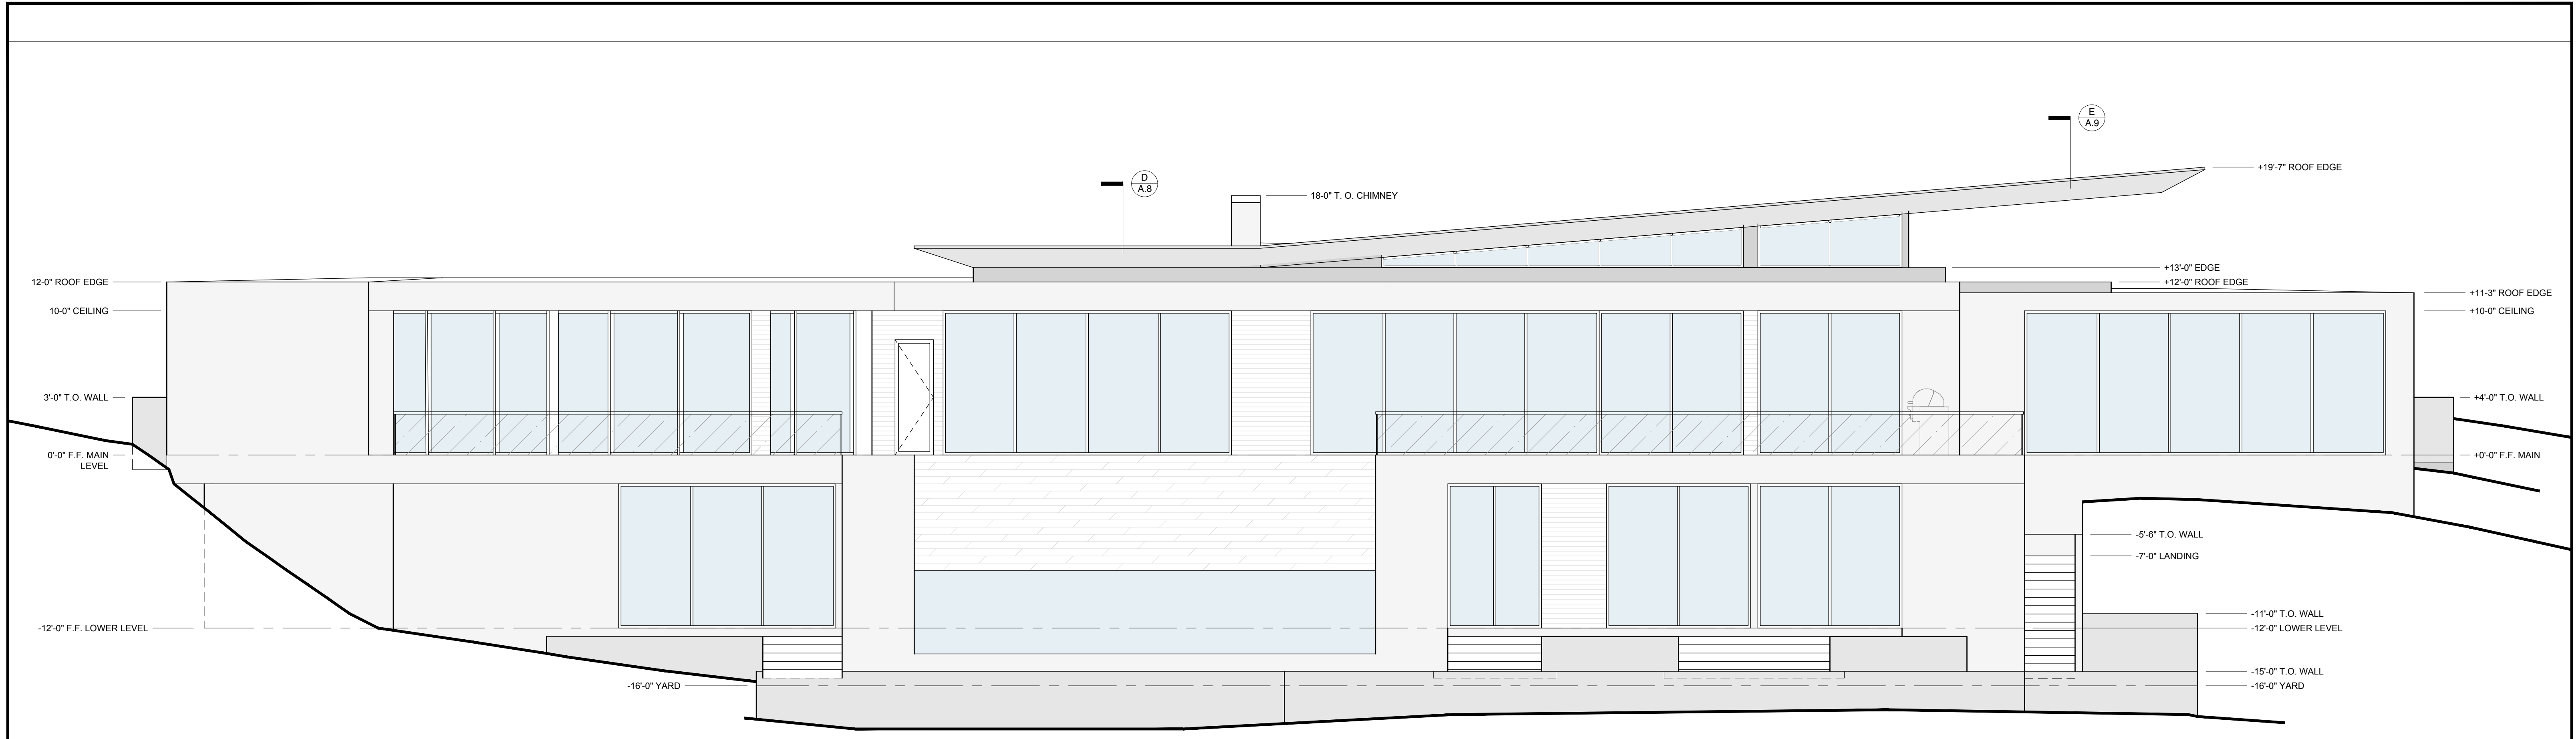 E
A.9
D
A.8
+19'-7" ROOF EDGE
18-0" T. O. CHIMNEY
+13'-0" EDGE
12-0" ROOF EDGE
+12'-0" ROOF EDGE
+11-3" ROOF EDGE
10-0" CEILING
+10-0" CEILING
3'-0" T.O. WALL
+4'-0" T.O. WALL
0'-0" F.F. MAIN
LEVEL
+0'-0" F.F. MAIN
-5'-6" T.O. WALL
-7'-0" LANDING
-11'-0" T.O. WALL
-12'-0" F.F. LOWER LEVEL
-12'-0" LOWER LEVEL
-15'-0" T.O. WALL
-16'-0" YARD
-16'-0" YARD